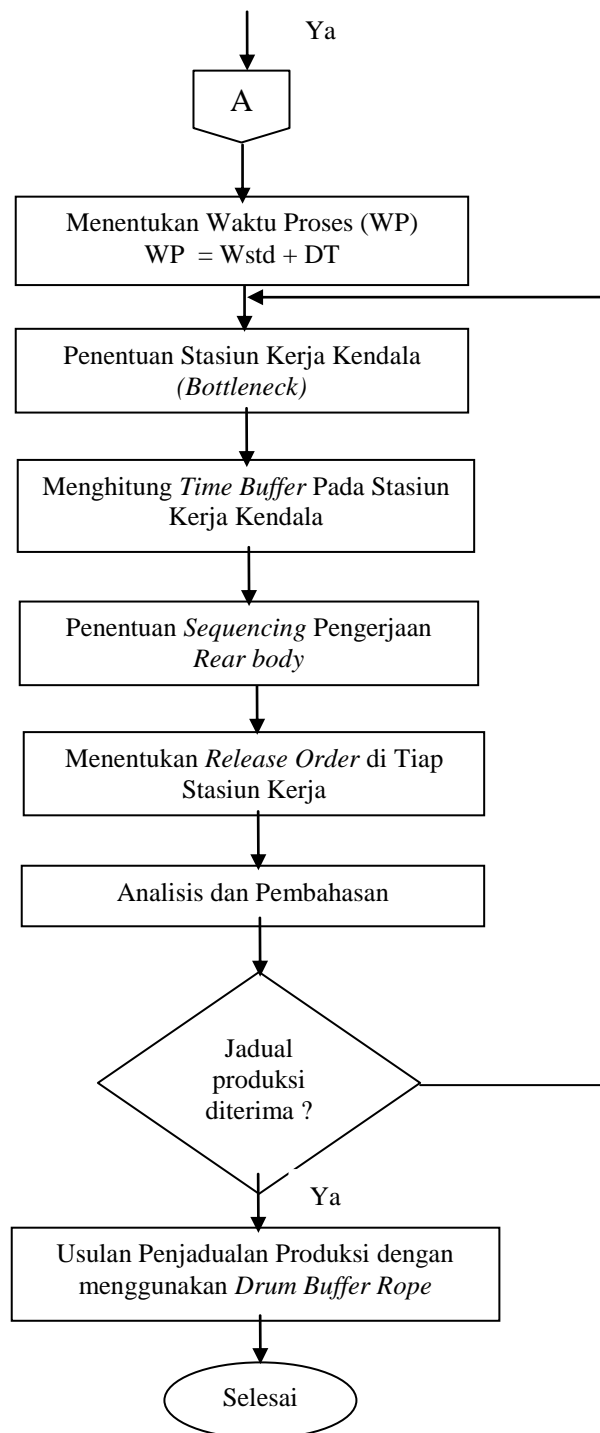 Ya
A
Menentukan Waktu Proses (WP)
WP = Wstd + DT
Penentuan Stasiun Kerja Kendala
(Bottleneck)
Menghitung Time Buffer Pada Stasiun
Kerja Kendala
Penentuan Sequencing Pengerjaan
Rear body
Menentukan Release Order di Tiap
Stasiun Kerja
Analisis dan Pembahasan
Jadual
produksi
diterima ?
Ya
Usulan Penjadualan Produksi dengan
menggunakan Drum Buffer Rope
Selesai